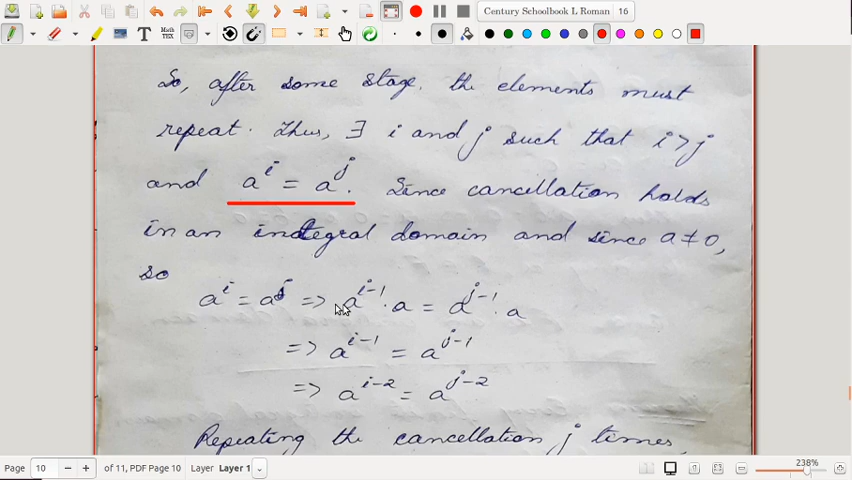 Century Schoolbook L Roman 16
T Math TEX
So, after some stage, the elements must
repeat. Thus, ∃ i and j such that i>j
and a^i = a^j. Since cancellation holds
in an integral domain and since a≠0,
so
a^i = a^j => a^{i-1}. a = a^{j-1}. a
=> a^{i-1} = a^{j-1}
=> a^{i-2} = a^{j-2}
Repeating the cancellation j times,
Page 10 of 11, PDF Page 10 Layer Layer 1 238%